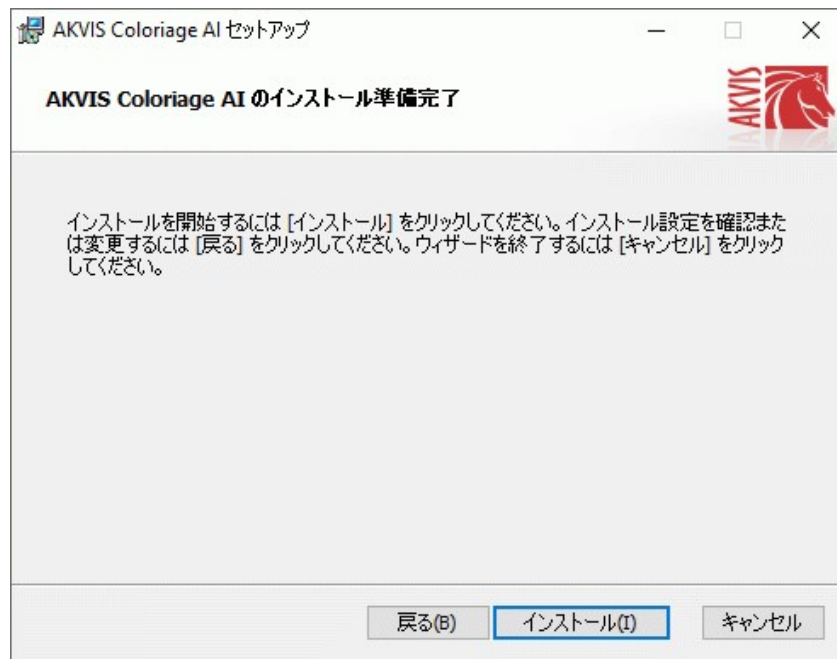 AKVIS Coloriage AI セットアップ
AKVIS Coloriage AI のインストール準備完了
AKVIS
インストールを開始するには [インストール] をクリックしてください。インストール設定を確認また
は変更するには [戻る] をクリックしてください。ウィザードを終了するには [キャンセル] をクリック
してください。
戻る(B)
インストール(I)
キャンセル